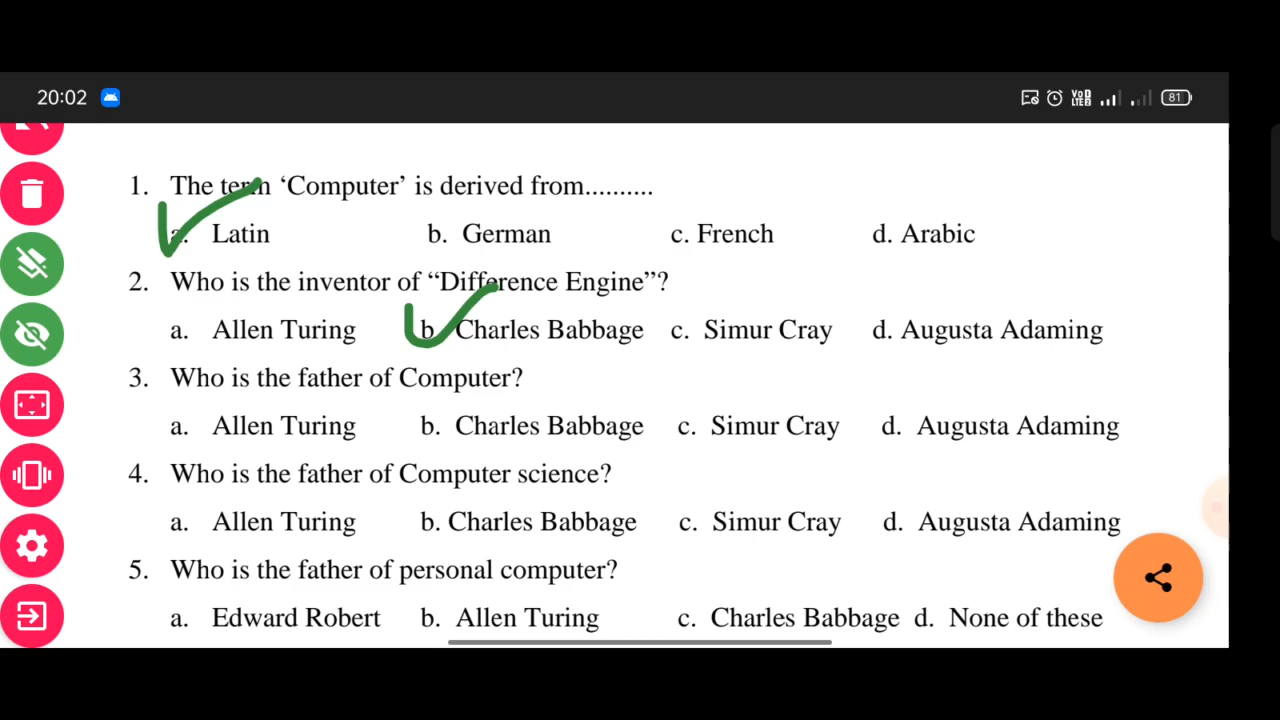 20:02
VoD LTE2
81
1. The term ‘Computer’ is derived from..........
a. Latin b. German c. French d. Arabic
2. Who is the inventor of “Difference Engine”?
a. Allen Turing b. Charles Babbage c. Simur Cray d. Augusta Adaming
3. Who is the father of Computer?
a. Allen Turing b. Charles Babbage c. Simur Cray d. Augusta Adaming
4. Who is the father of Computer science?
a. Allen Turing b. Charles Babbage c. Simur Cray d. Augusta Adaming
5. Who is the father of personal computer?
a. Edward Robert b. Allen Turing c. Charles Babbage d. None of these